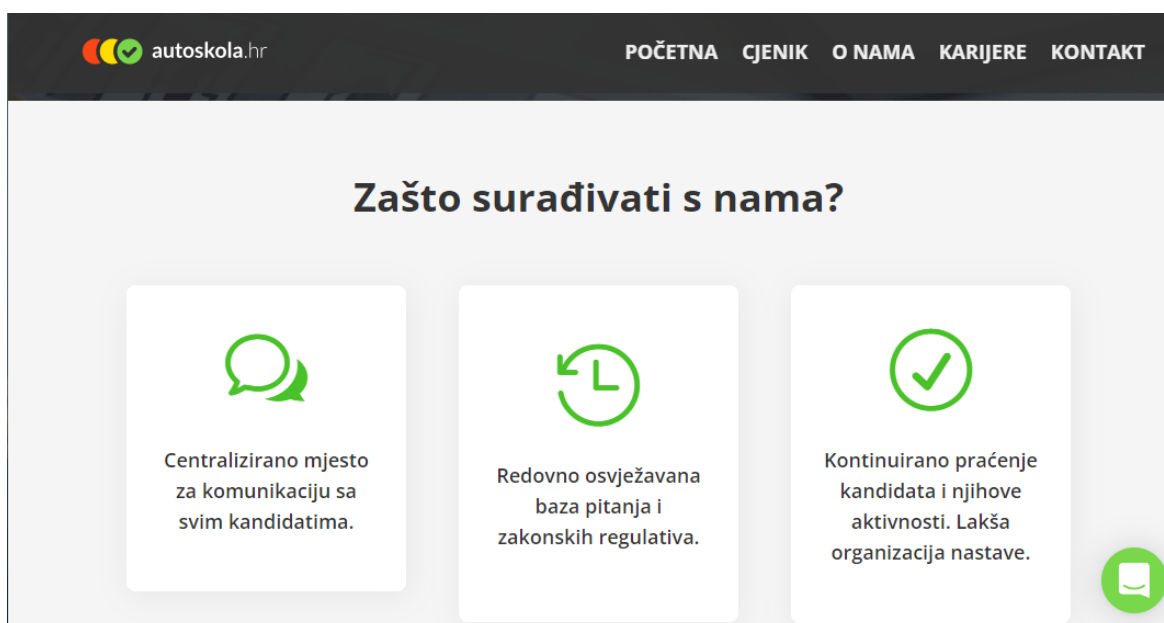 autoskola.hr
POČETNA CJENIK O NAMA KARIJERE KONTAKT
Zašto surađivati s nama?
Centralizirano mjesto
za komunikaciju sa
svim kandidatima.
Redovno osvježavana
baza pitanja i
zakonskih regulativa.
Kontinuirano praćenje
kandidata i njihove
aktivnosti. Lakša
organizacija nastave.